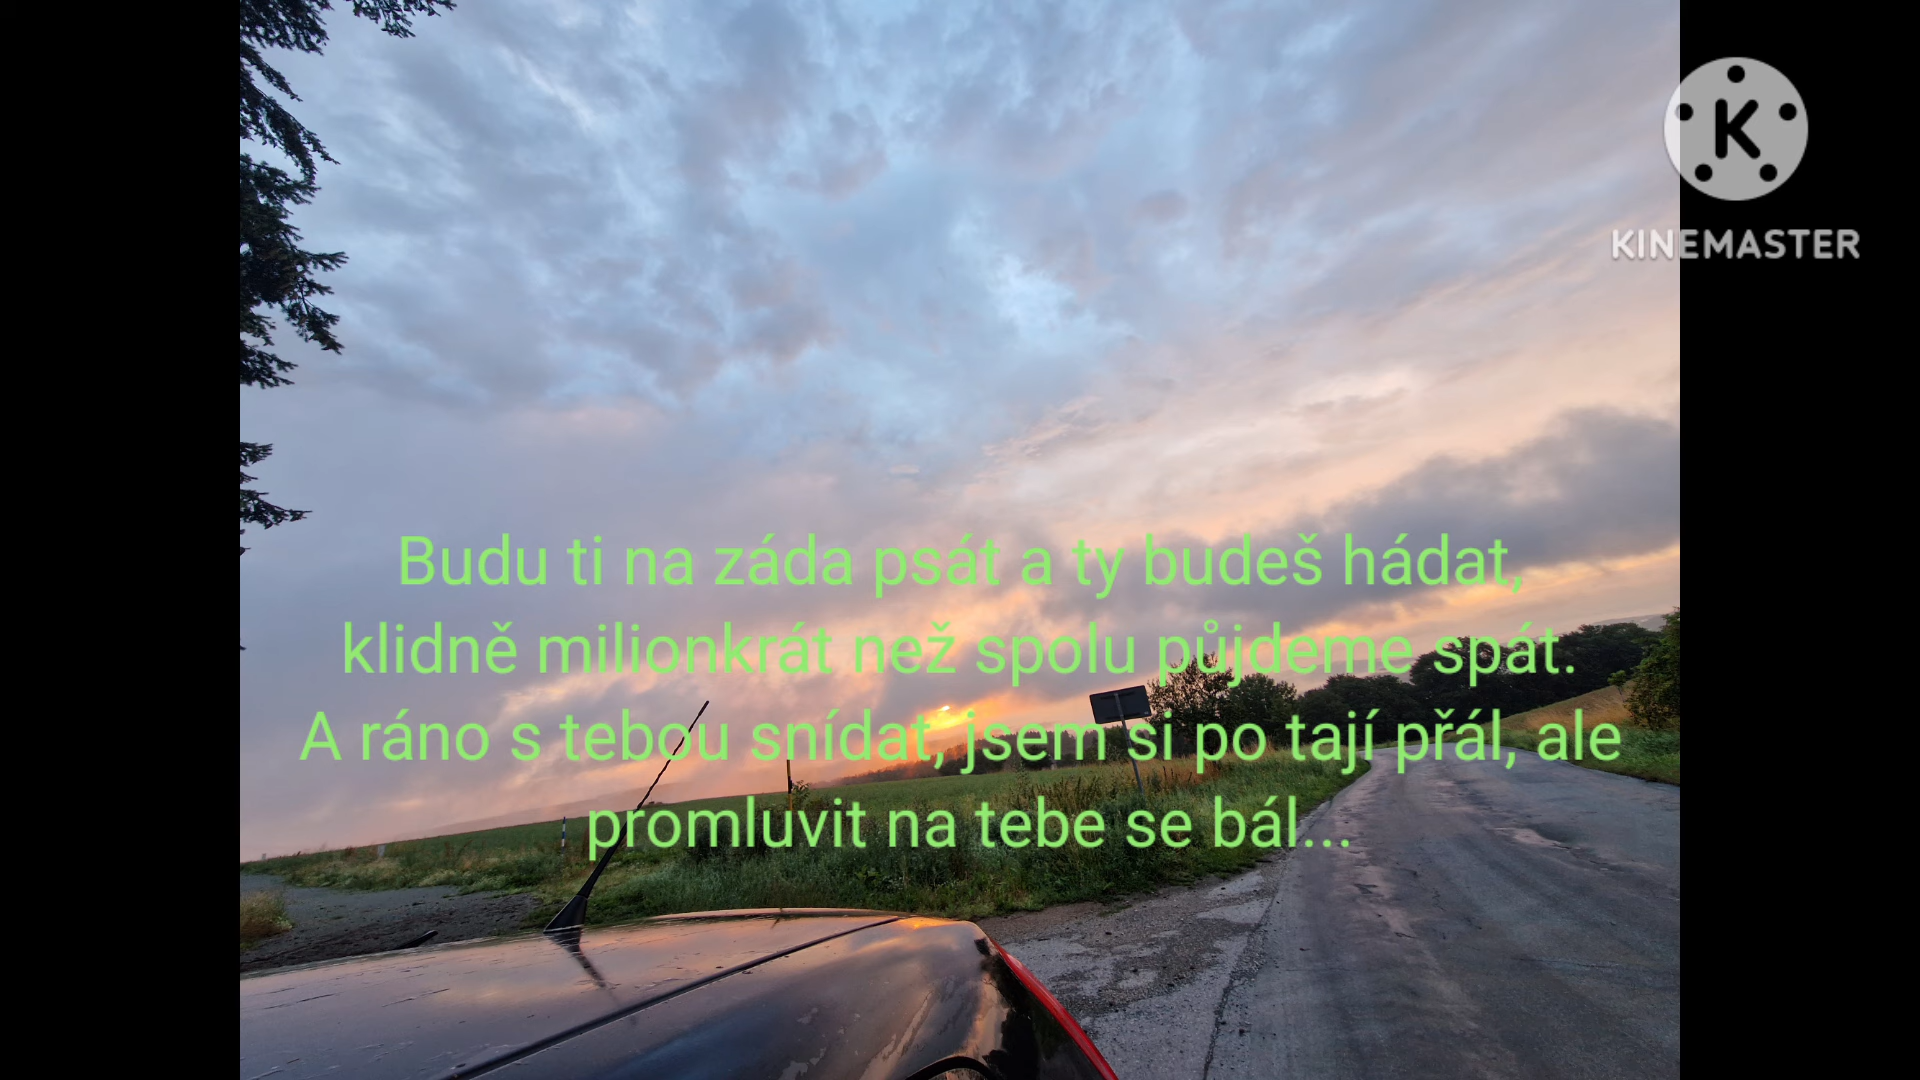 KINEMASTER
Budu ti na záda psát a ty budeš hádat,
klidně milionkrát než spolu půjdeme spát.
A ráno s tebou snídat, jsem si po tají přál, ale
promluvit na tebe se bál...